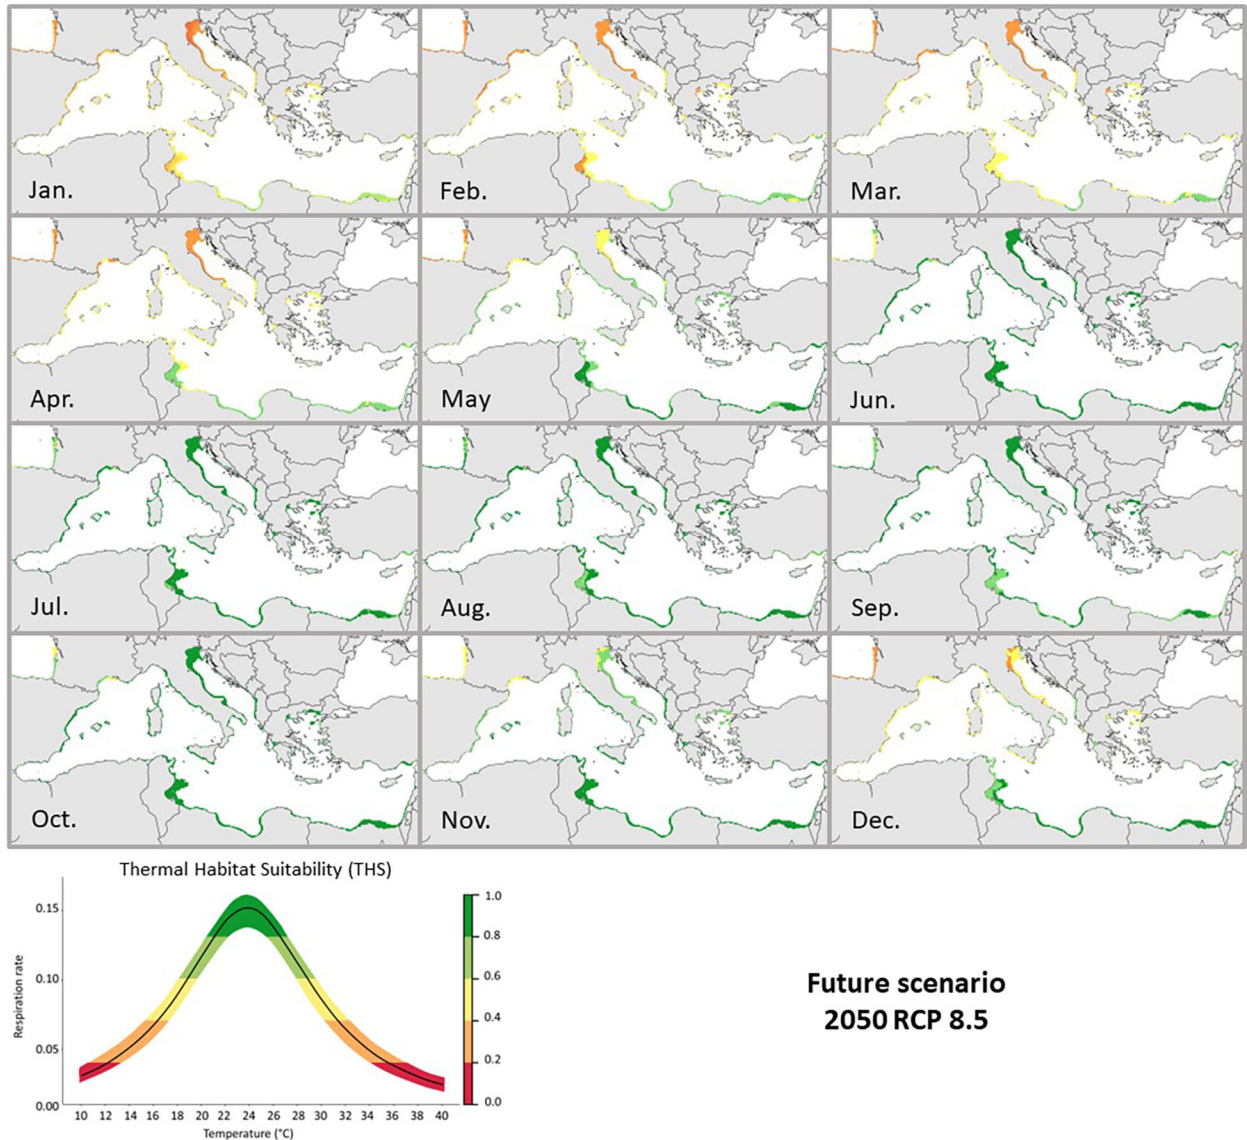 Jan.
Feb.
Mar.
Apr.
May
Jun.
Jul.
Aug.
Sep.
Oct.
Nov.
Dec.
Thermal Habitat Suitability (THS)
0.15
0.10
0.05
0.00
Respiration rate
10 12 14 16 18 20 22 24 26 28 30 32 34 36 38 40
Temperature (°C)
1.0
0.8
0.6
0.4
0.2
0.0
Future scenario
2050 RCP 8.5